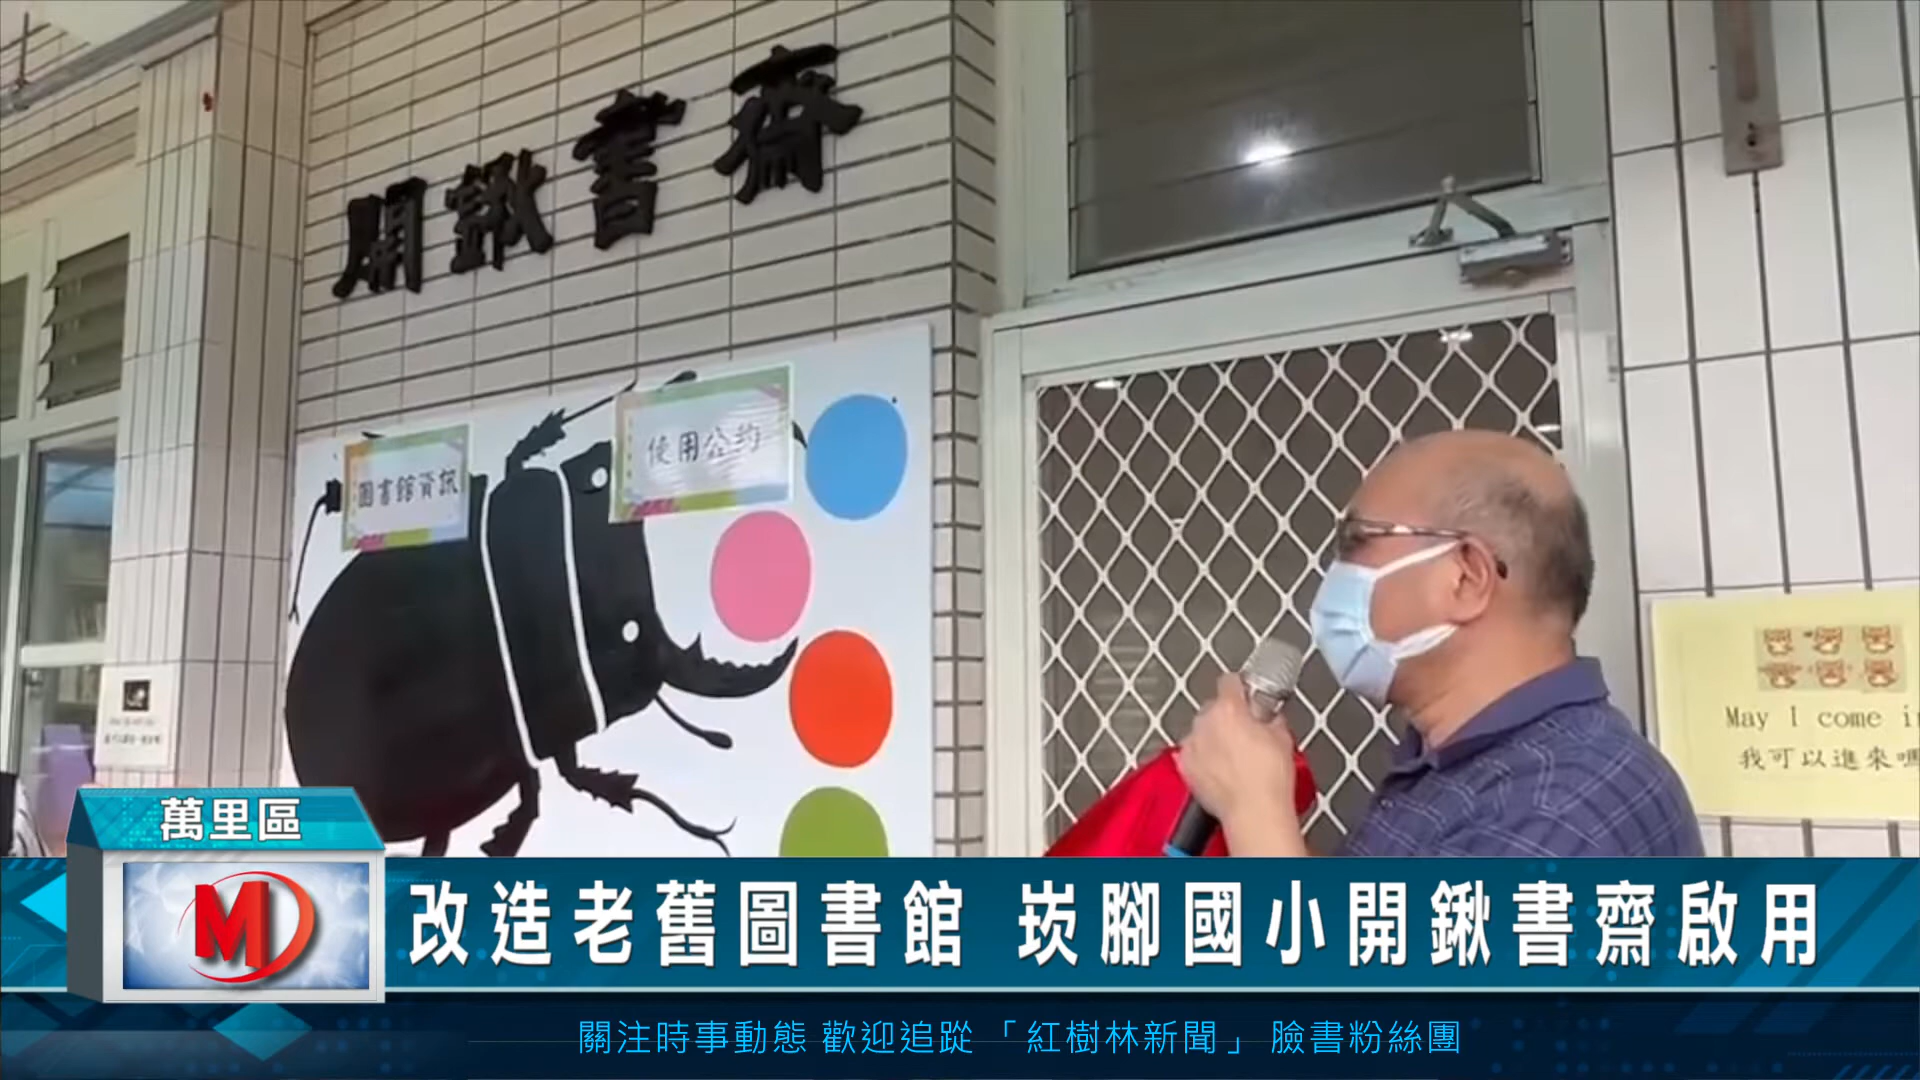 開鍬書齋
圖書館資訊
使用公約
May I come in
我可以進來嗎
萬里區
M
改造老舊圖書館 崁腳國小開鍬書齋啟用
關注時事動態 歡迎追蹤「紅樹林新聞」臉書粉絲團